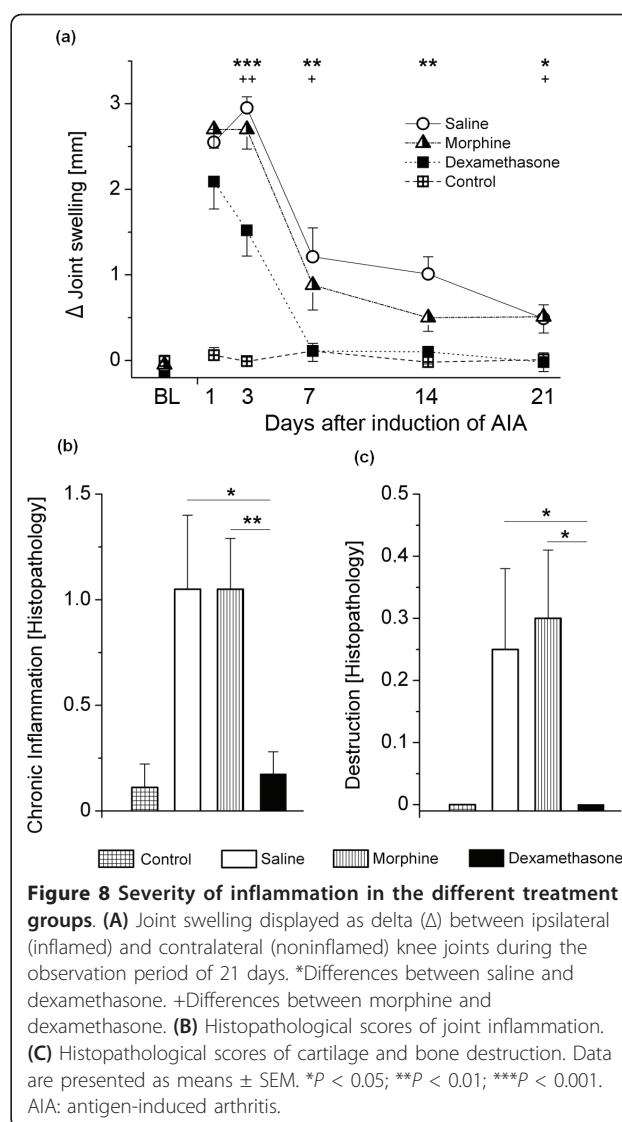 (a)
*** ** ** *
++ + +
3
2
1
0
Δ Joint swelling [mm]
Saline
Morphine
Dexamethasone
Control
BL 1 3 7 14 21
Days after induction of AIA
(b)
1.5
1.0
0.5
0
Chronic Inflammation [Histopathology]
*
**
(c)
0.5
0.4
0.3
0.2
0.1
0
Destruction [Histopathology]
*
*
Control Saline Morphine Dexamethasone
Figure 8 Severity of inflammation in the different treatment
groups. (A) Joint swelling displayed as delta (Δ) between ipsilateral
(inflamed) and contralateral (noninflamed) knee joints during the
observation period of 21 days. *Differences between saline and
dexamethasone. +Differences between morphine and
dexamethasone. (B) Histopathological scores of joint inflammation.
(C) Histopathological scores of cartilage and bone destruction. Data
are presented as means ± SEM. *P < 0.05; **P < 0.01; ***P < 0.001.
AIA: antigen-induced arthritis.